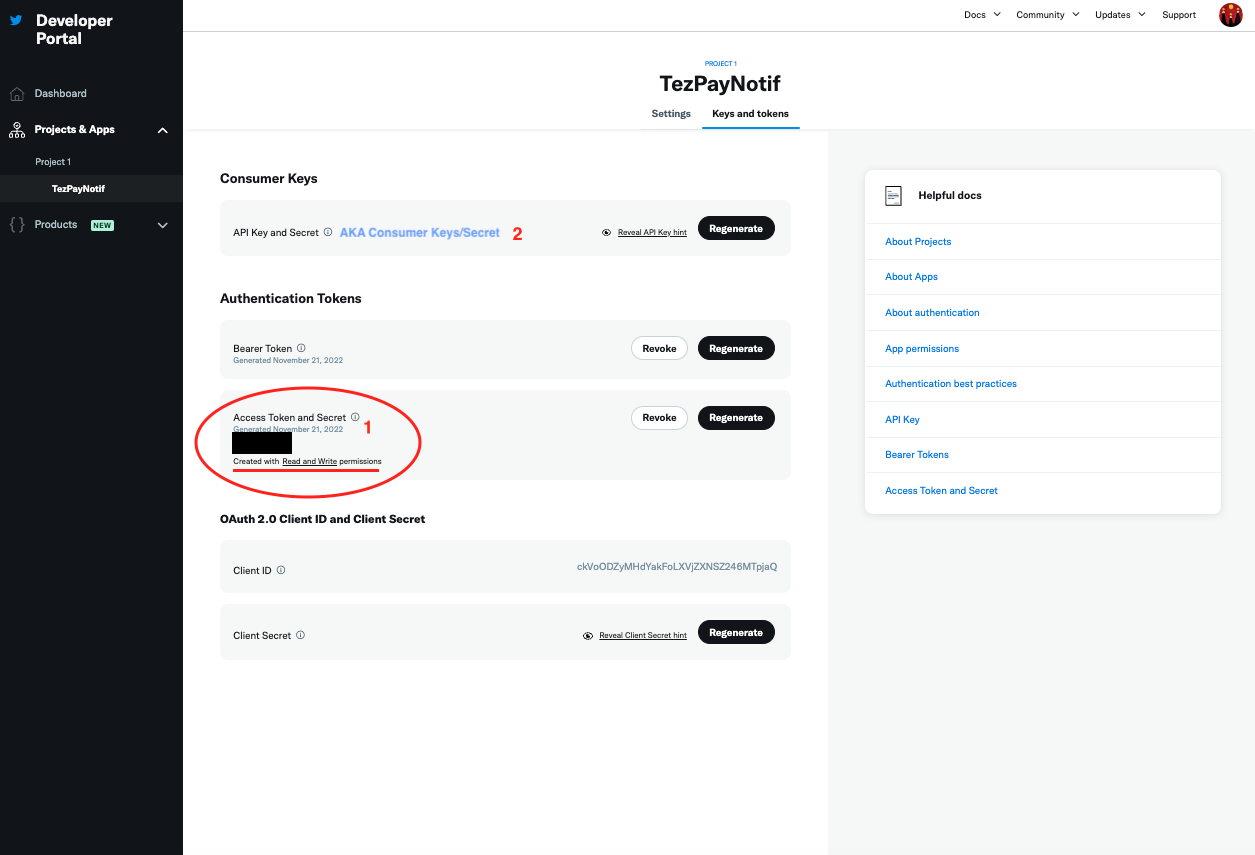 Developer
Portal
Docs Community Updates Support
Dashboard
Projects & Apps
Project 1
TezPayNotif
Products NEW
PROJECT 1
TezPayNotif
Settings Keys and tokens
Consumer Keys
API Key and Secret AKA Consumer Keys/Secret 2 Reveal API Key hint Regenerate
Authentication Tokens
Bearer Token Revoke Regenerate
Generated November 21, 2022
Access Token and Secret Revoke Regenerate
Generated November 21, 2022 1
Created with Read and Write permissions
OAuth 2.0 Client ID and Client Secret
Client ID ckVoODZyMHdYakFoLXVjZXNSZ246MTpjaQ
Client Secret Reveal Client Secret hint Regenerate
Helpful docs
About Projects
About Apps
About authentication
App permissions
Authentication best practices
API Key
Bearer Tokens
Access Token and Secret